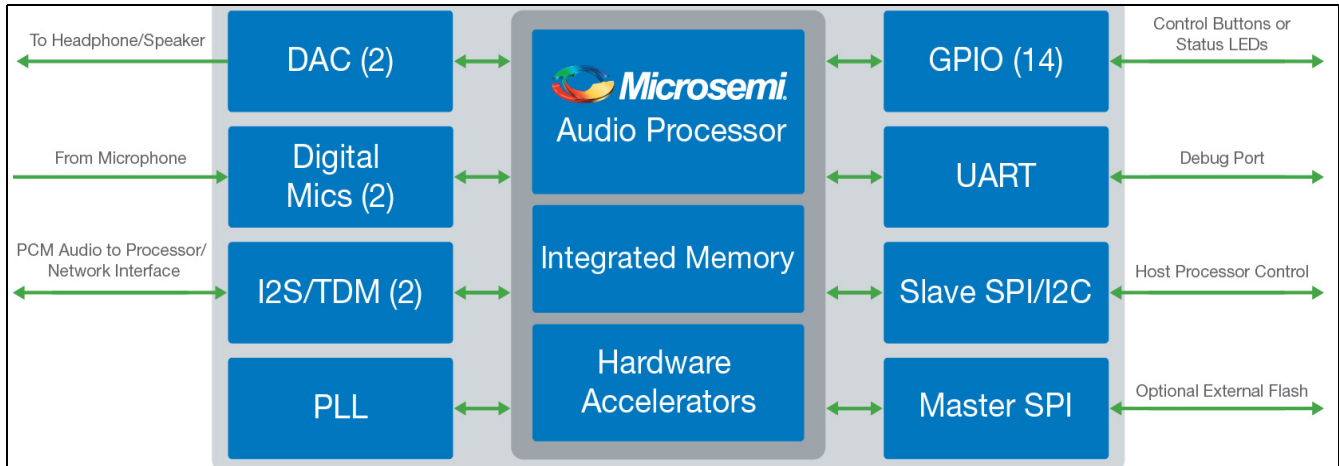 To Headphone/Speaker
DAC (2)
Microsemi.
Audio Processor
GPIO (14)
Control Buttons or
Status LEDs
From Microphone
Digital
Mics (2)
UART
Debug Port
PCM Audio to Processor/
Network Interface
I2S/TDM (2)
Integrated Memory
Slave SPI/I2C
Host Processor Control
PLL
Hardware
Accelerators
Master SPI
Optional External Flash